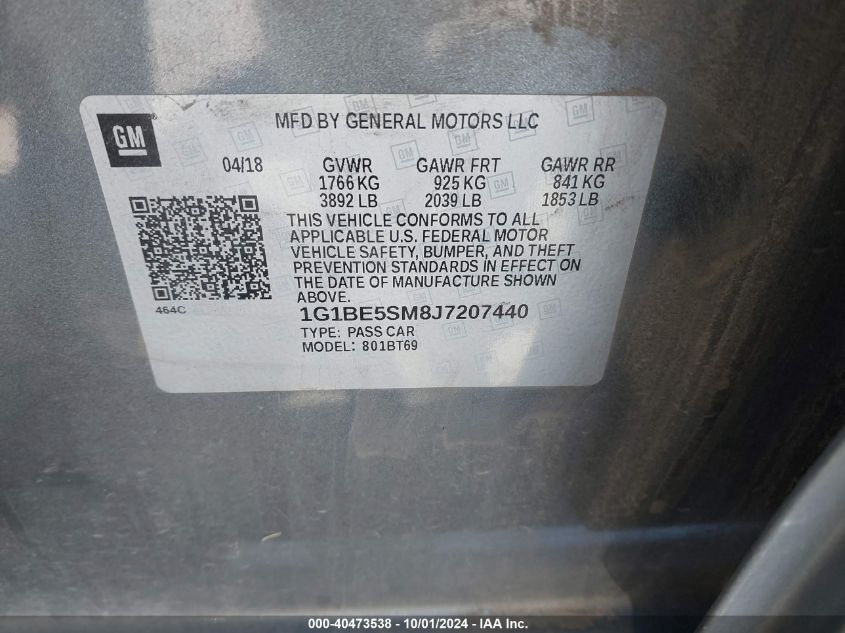 GM
MFD BY GENERAL MOTORS LLC
04/18 GVWR GAWR FRT GAWR RR
1766 KG 925 KG 841 KG
3892 LB 2039 LB 1853 LB
THIS VEHICLE CONFORMS TO ALL
APPLICABLE U.S. FEDERAL MOTOR
VEHICLE SAFETY, BUMPER, AND THEFT
PREVENTION STANDARDS IN EFFECT ON
THE DATE OF MANUFACTURE SHOWN
ABOVE.
464C
1G1BE5SM8J7207440
TYPE: PASS CAR
MODEL: 801BT69
000-40473538 - 10/01/2024 - IAA Inc.